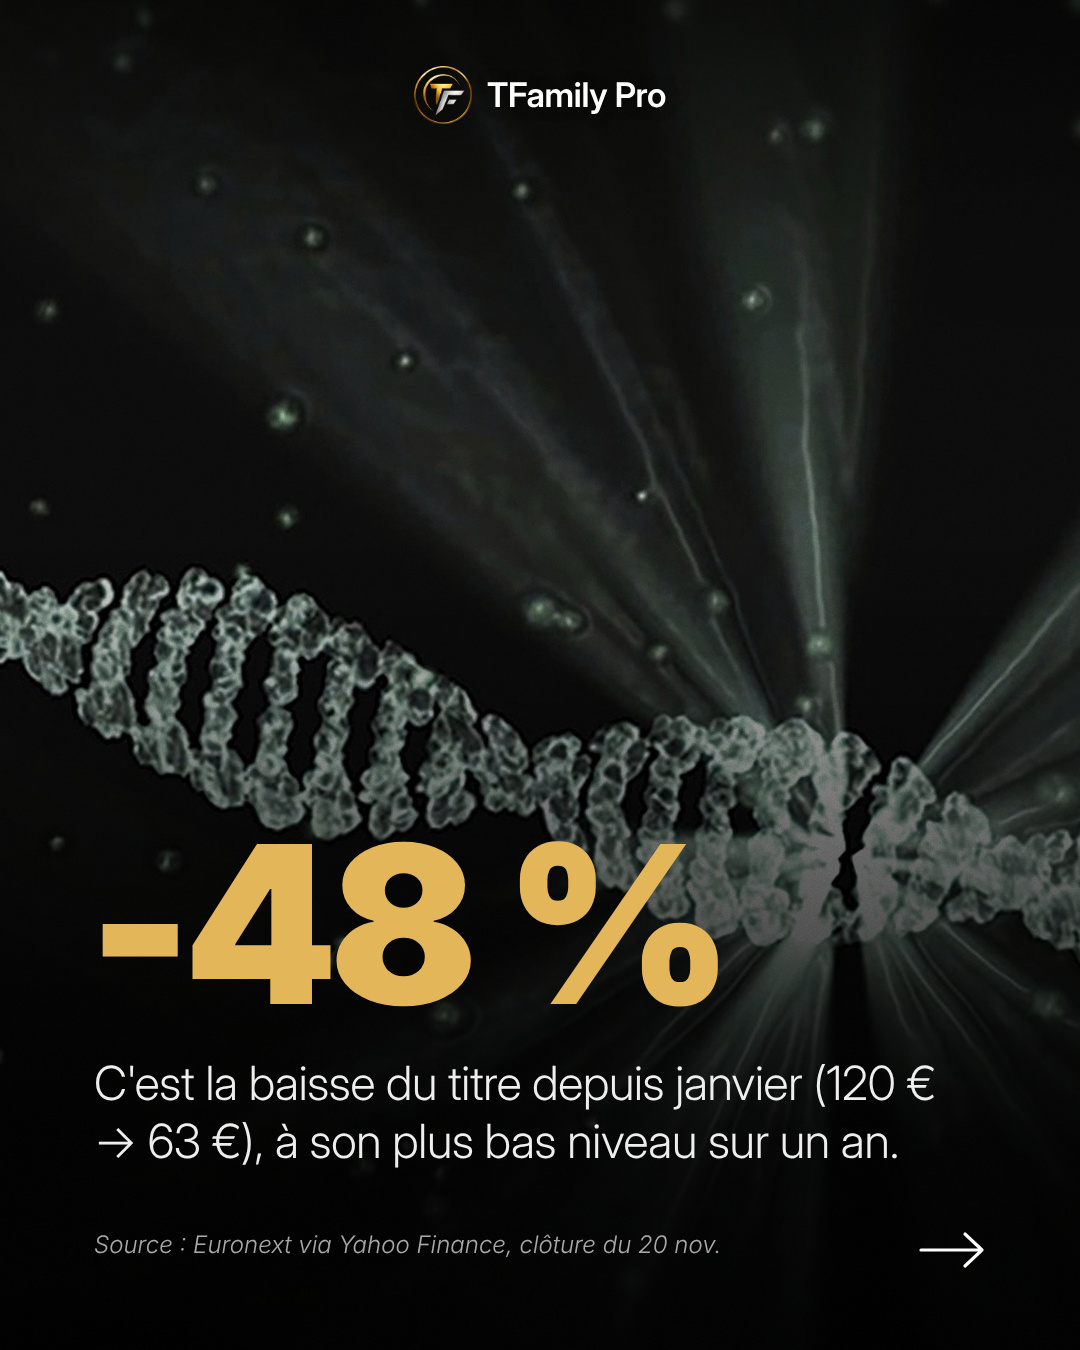 TFamily Pro
-48 %
C'est la baisse du titre depuis janvier (120 €
→ 63 €), à son plus bas niveau sur un an.
Source : Euronext via Yahoo Finance, clôture du 20 nov.